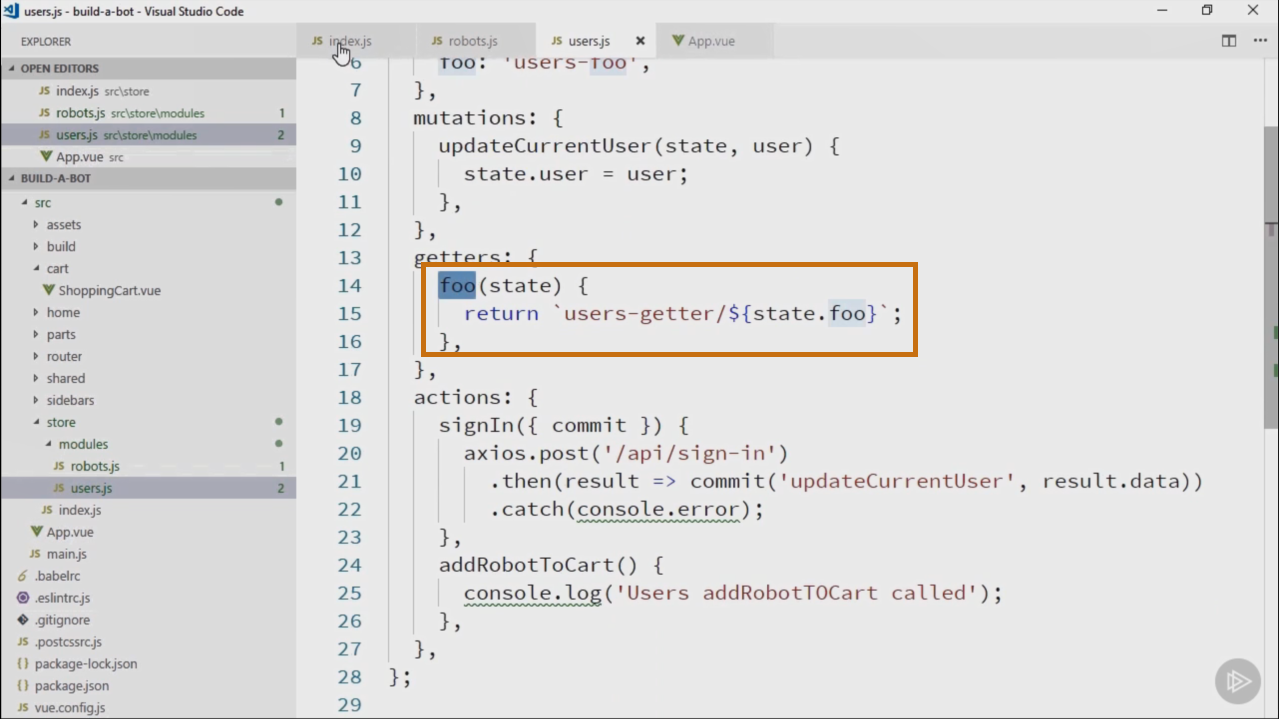 users.js - build-a-bot - Visual Studio Code
EXPLORER
JS index.js
JS robots.js
JS users.js
App.vue
OPEN EDITORS
JS index.js src\store
JS robots.js src\store\modules 1
JS users.js src\store\modules 2
App.vue src
BUILD-A-BOT
src
assets
build
cart
ShoppingCart.vue
home
parts
router
shared
sidebars
store
modules
JS robots.js 1
JS users.js 2
JS index.js
App.vue
JS main.js
.babelrc
.eslintrc.js
.gitignore
JS .postcssrc.js
{} package-lock.json
{} package.json
JS vue.config.js
6 foo: 'users-foo',
7 },
8 mutations: {
9 updateCurrentUser(state, user) {
10 state.user = user;
11 },
12 },
13 getters: {
14 foo(state) {
15 return `users-getter/${state.foo}`;
16 },
17 },
18 actions: {
19 signIn({ commit }) {
20 axios.post('/api/sign-in')
21 .then(result => commit('updateCurrentUser', result.data))
22 .catch(console.error);
23 },
24 addRobotToCart() {
25 console.log('Users addRobotTOCart called');
26 },
27 },
28 };
29